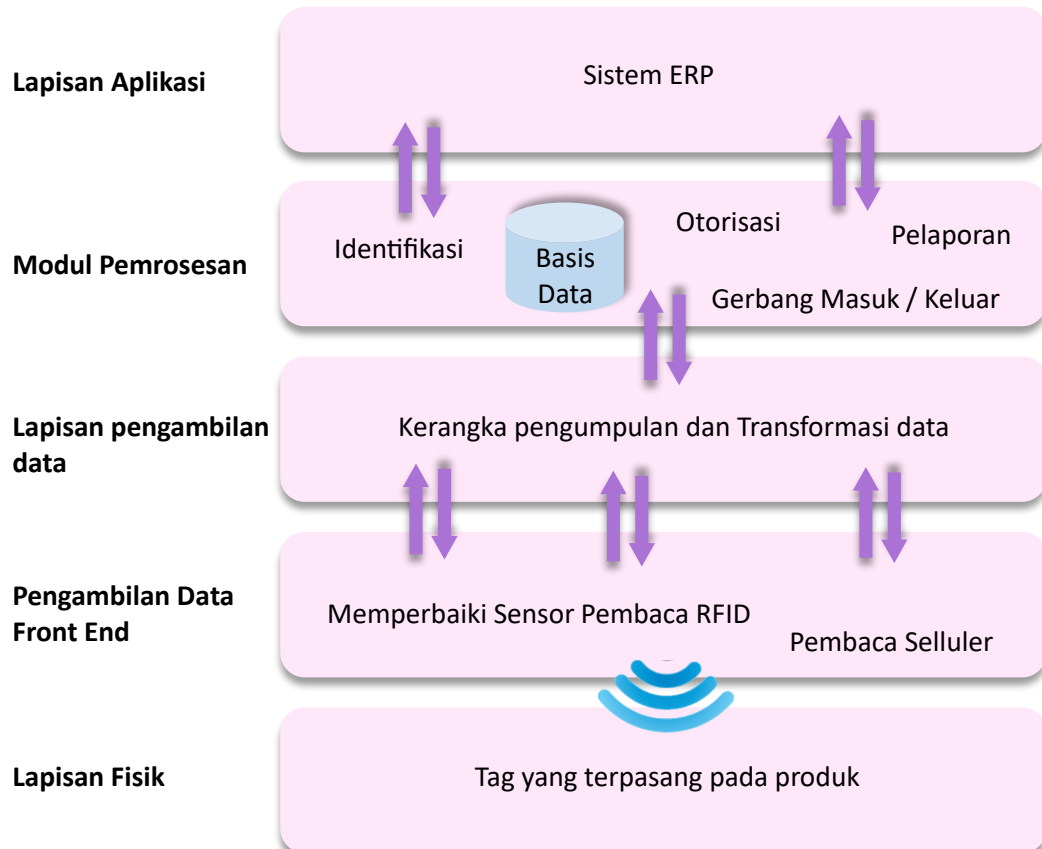 Lapisan Aplikasi
Sistem ERP
Modul Pemrosesan
Identifikasi
Basis
Data
Otorisasi
Pelaporan
Gerbang Masuk / Keluar
Lapisan pengambilan
data
Kerangka pengumpulan dan Transformasi data
Pengambilan Data
Front End
Memperbaiki Sensor Pembaca RFID
Pembaca Selluler
Lapisan Fisik
Tag yang terpasang pada produk